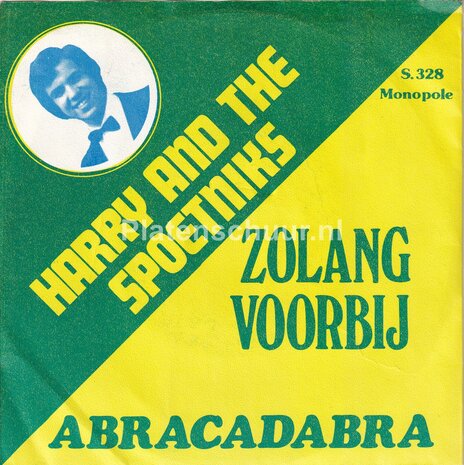 S.328
Monopole
HARRY AND THE
SPOETNIKS
Platenschuur.nl
ZOLANG
VOORBIJ
ABRACADABRA